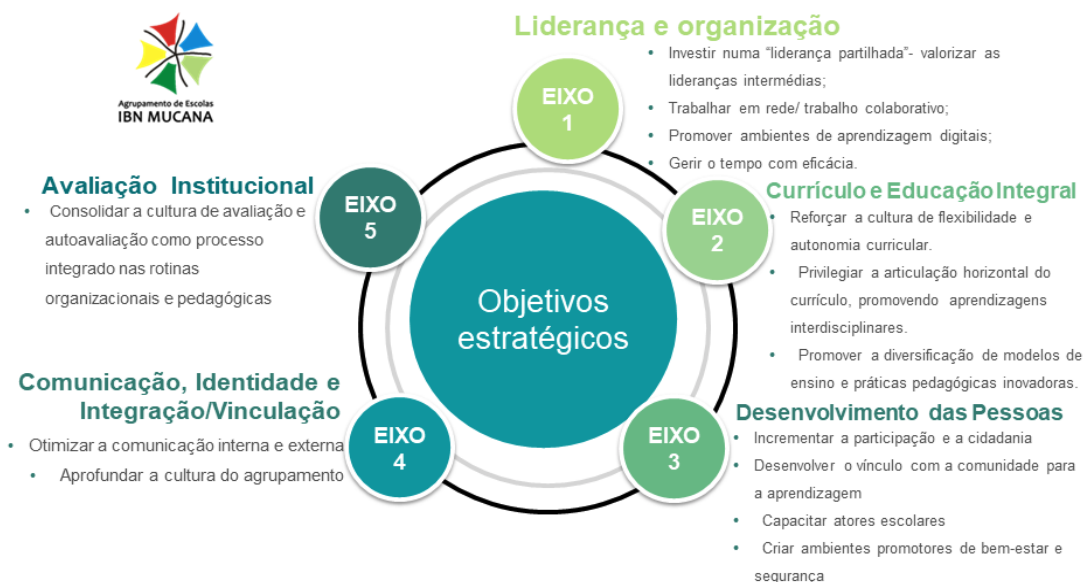 Agrupamento de Escolas
IBN MUCANA
Liderança e organização
• Investir numa “liderança partilhada”- valorizar as
lideranças intermédias;
• Trabalhar em rede/ trabalho colaborativo;
• Promover ambientes de aprendizagem digitais;
• Gerir o tempo com eficácia.
EIXO
1
Currículo e Educação Integral
• Reforçar a cultura de flexibilidade e
autonomia curricular.
• Privilegiar a articulação horizontal do
currículo, promovendo aprendizagens
interdisciplinares.
• Promover a diversificação de modelos de
ensino e práticas pedagógicas inovadoras.
EIXO
2
Desenvolvimento das Pessoas
• Incrementar a participação e a cidadania
• Desenvolver o vínculo com a comunidade para
a aprendizagem
• Capacitar atores escolares
• Criar ambientes promotores de bem-estar e
segurança
EIXO
3
Comunicação, Identidade e
Integração/Vinculação
• Otimizar a comunicação interna e externa
• Aprofundar a cultura do agrupamento
EIXO
4
Avaliação Institucional
• Consolidar a cultura de avaliação e
autoavaliação como processo
integrado nas rotinas
organizacionais e pedagógicas
EIXO
5
Objetivos
estratégicos